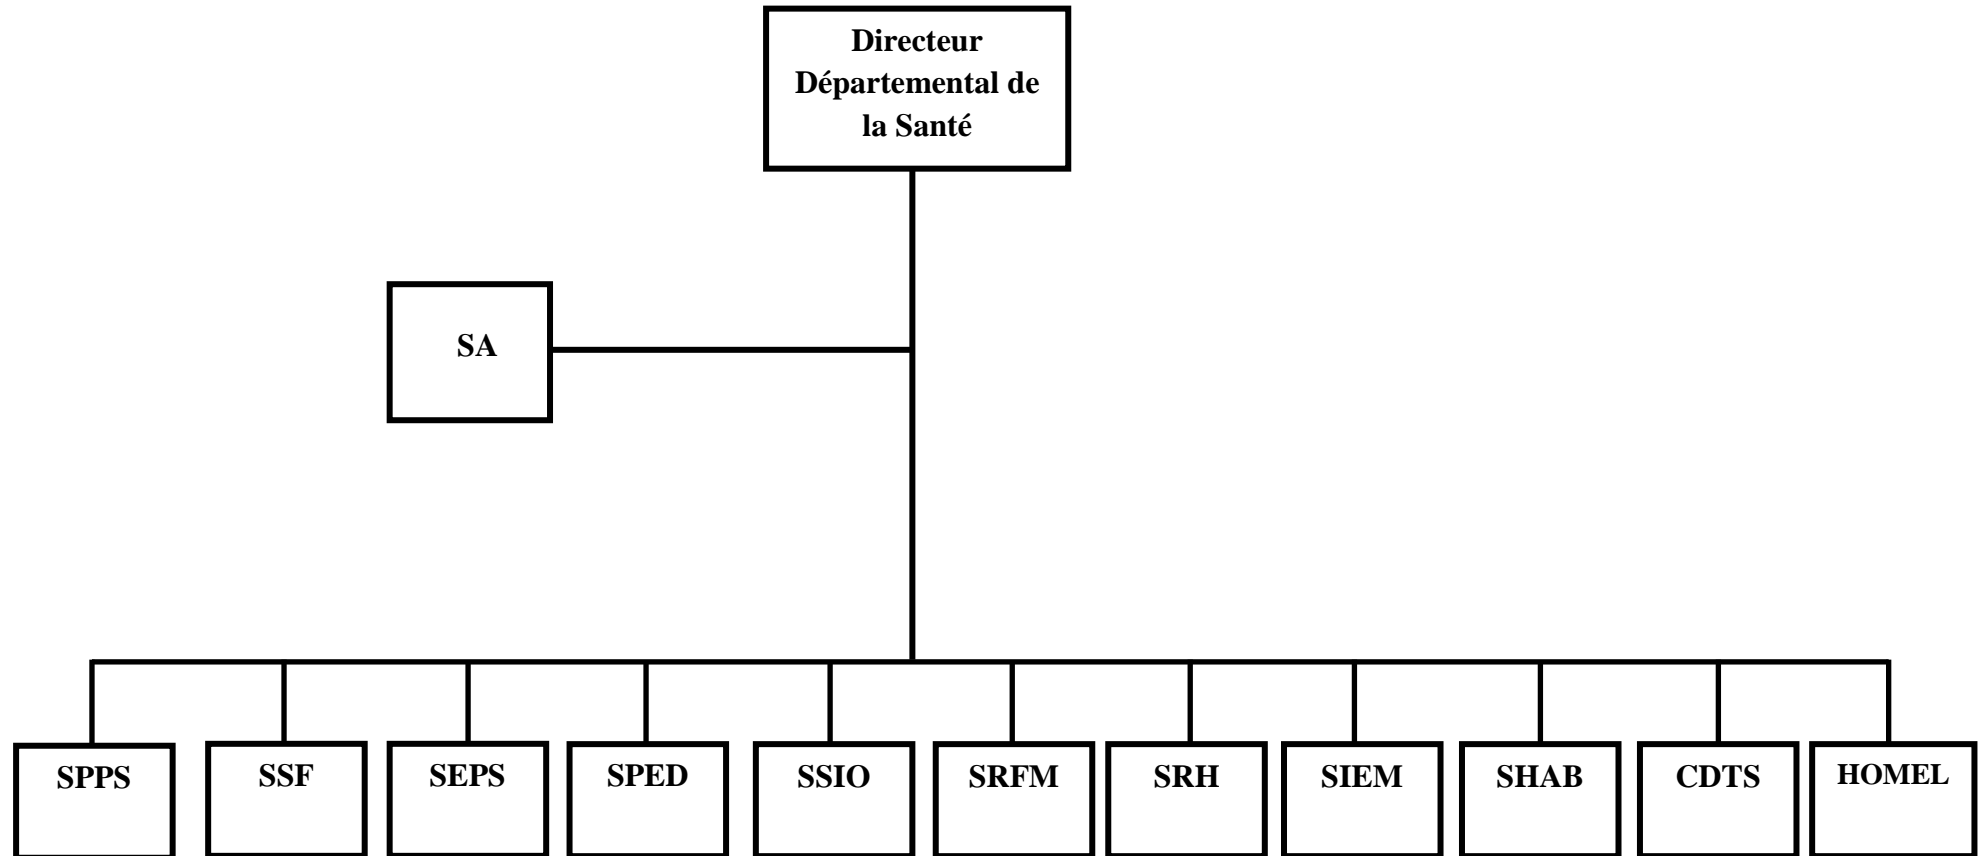 Directeur
Départemental de
la Santé
SA
SPPS
SSF
SEPS
SPED
SSIO
SRFM
SRH
SIEM
SHAB
CDTS
HOMEL